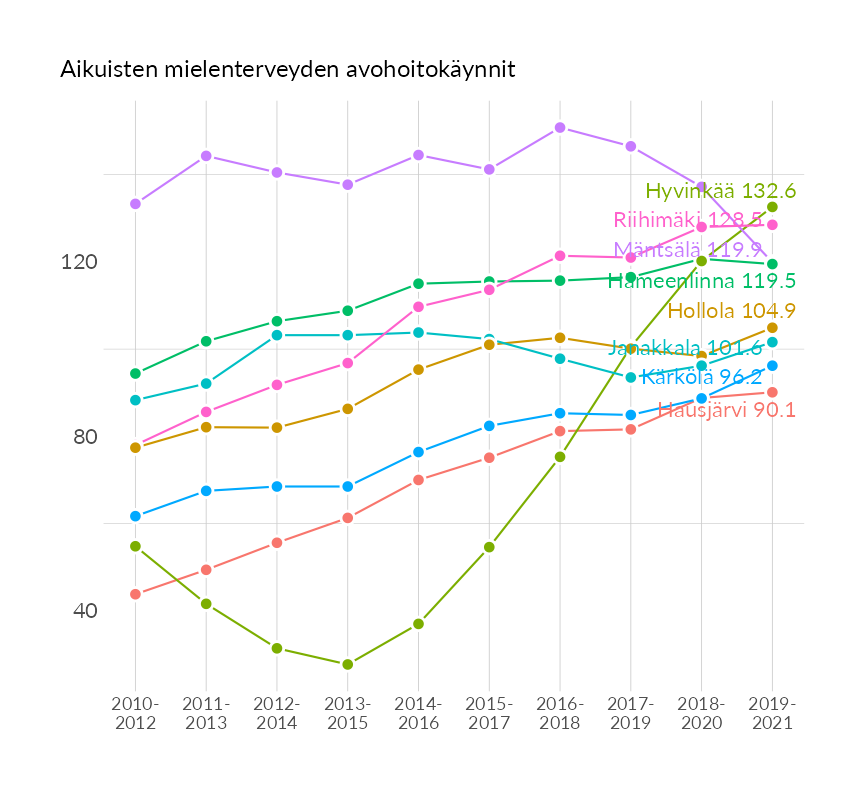 Aikuisten mielenterveyden avohoitokäynnit
Hyvinkää 132.6
Riihimäki 128.5
Mäntsälä 119.9
120
Hämeenlinna 119.5
Hollola 104.9
Janakkala 101.6
Kärkölä 96.2
Hausjärvi 90.1
80
40
2010- 2011- 2012- 2013- 2014- 2015- 2016- 2017- 2018- 2019-
2012 2013 2014 2015 2016 2017 2018 2019 2020 2021